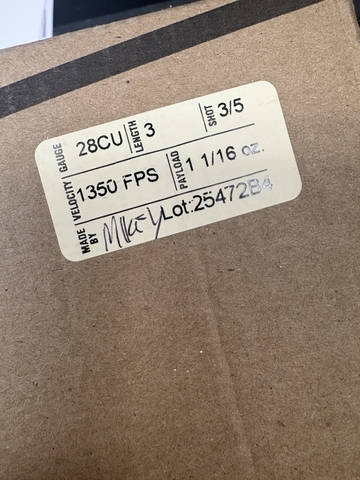 GAUGE 28CU LENGTH 3 SHOT 3/5
VELOCITY 1350 FPS PAYLOAD 1 1/16 oz.
MADE BY Mikey Lot:25472B4